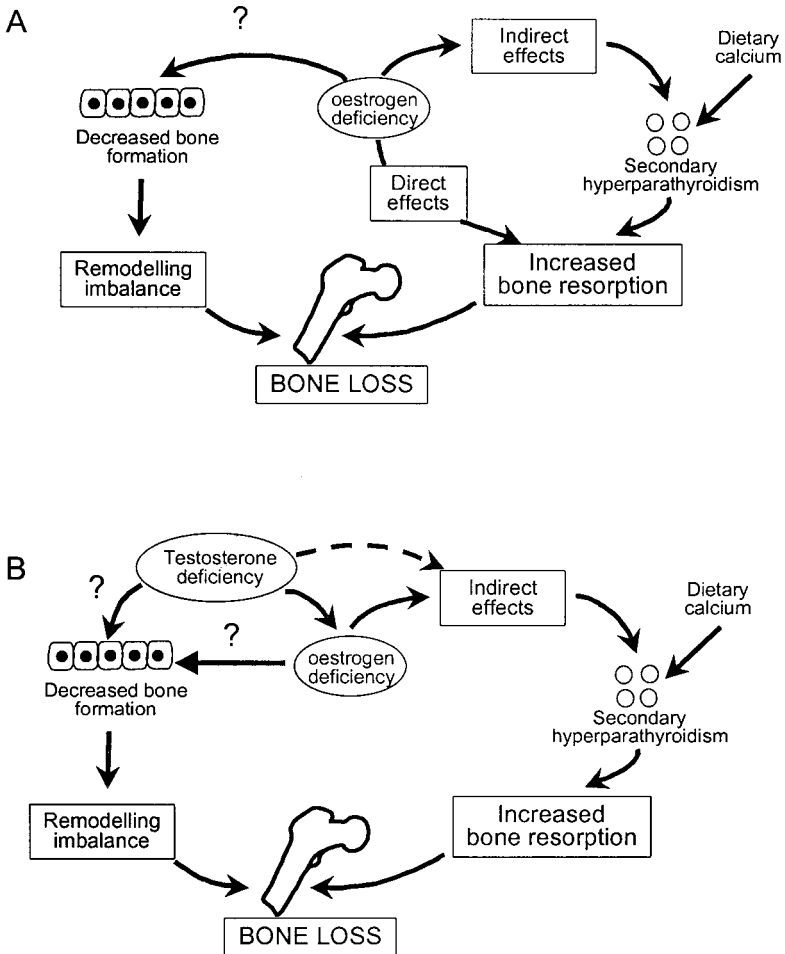 A
?
Indirect
effects
Dietary
calcium
oestrogen
deficiency
Decreased bone
formation
Direct
effects
Secondary
hyperparathyroidism
Remodelling
imbalance
Increased
bone resorption
BONE LOSS
B
Testosterone
deficiency
?
Indirect
effects
Dietary
calcium
?
oestrogen
deficiency
Decreased bone
formation
Secondary
hyperparathyroidism
Remodelling
imbalance
Increased
bone resorption
BONE LOSS